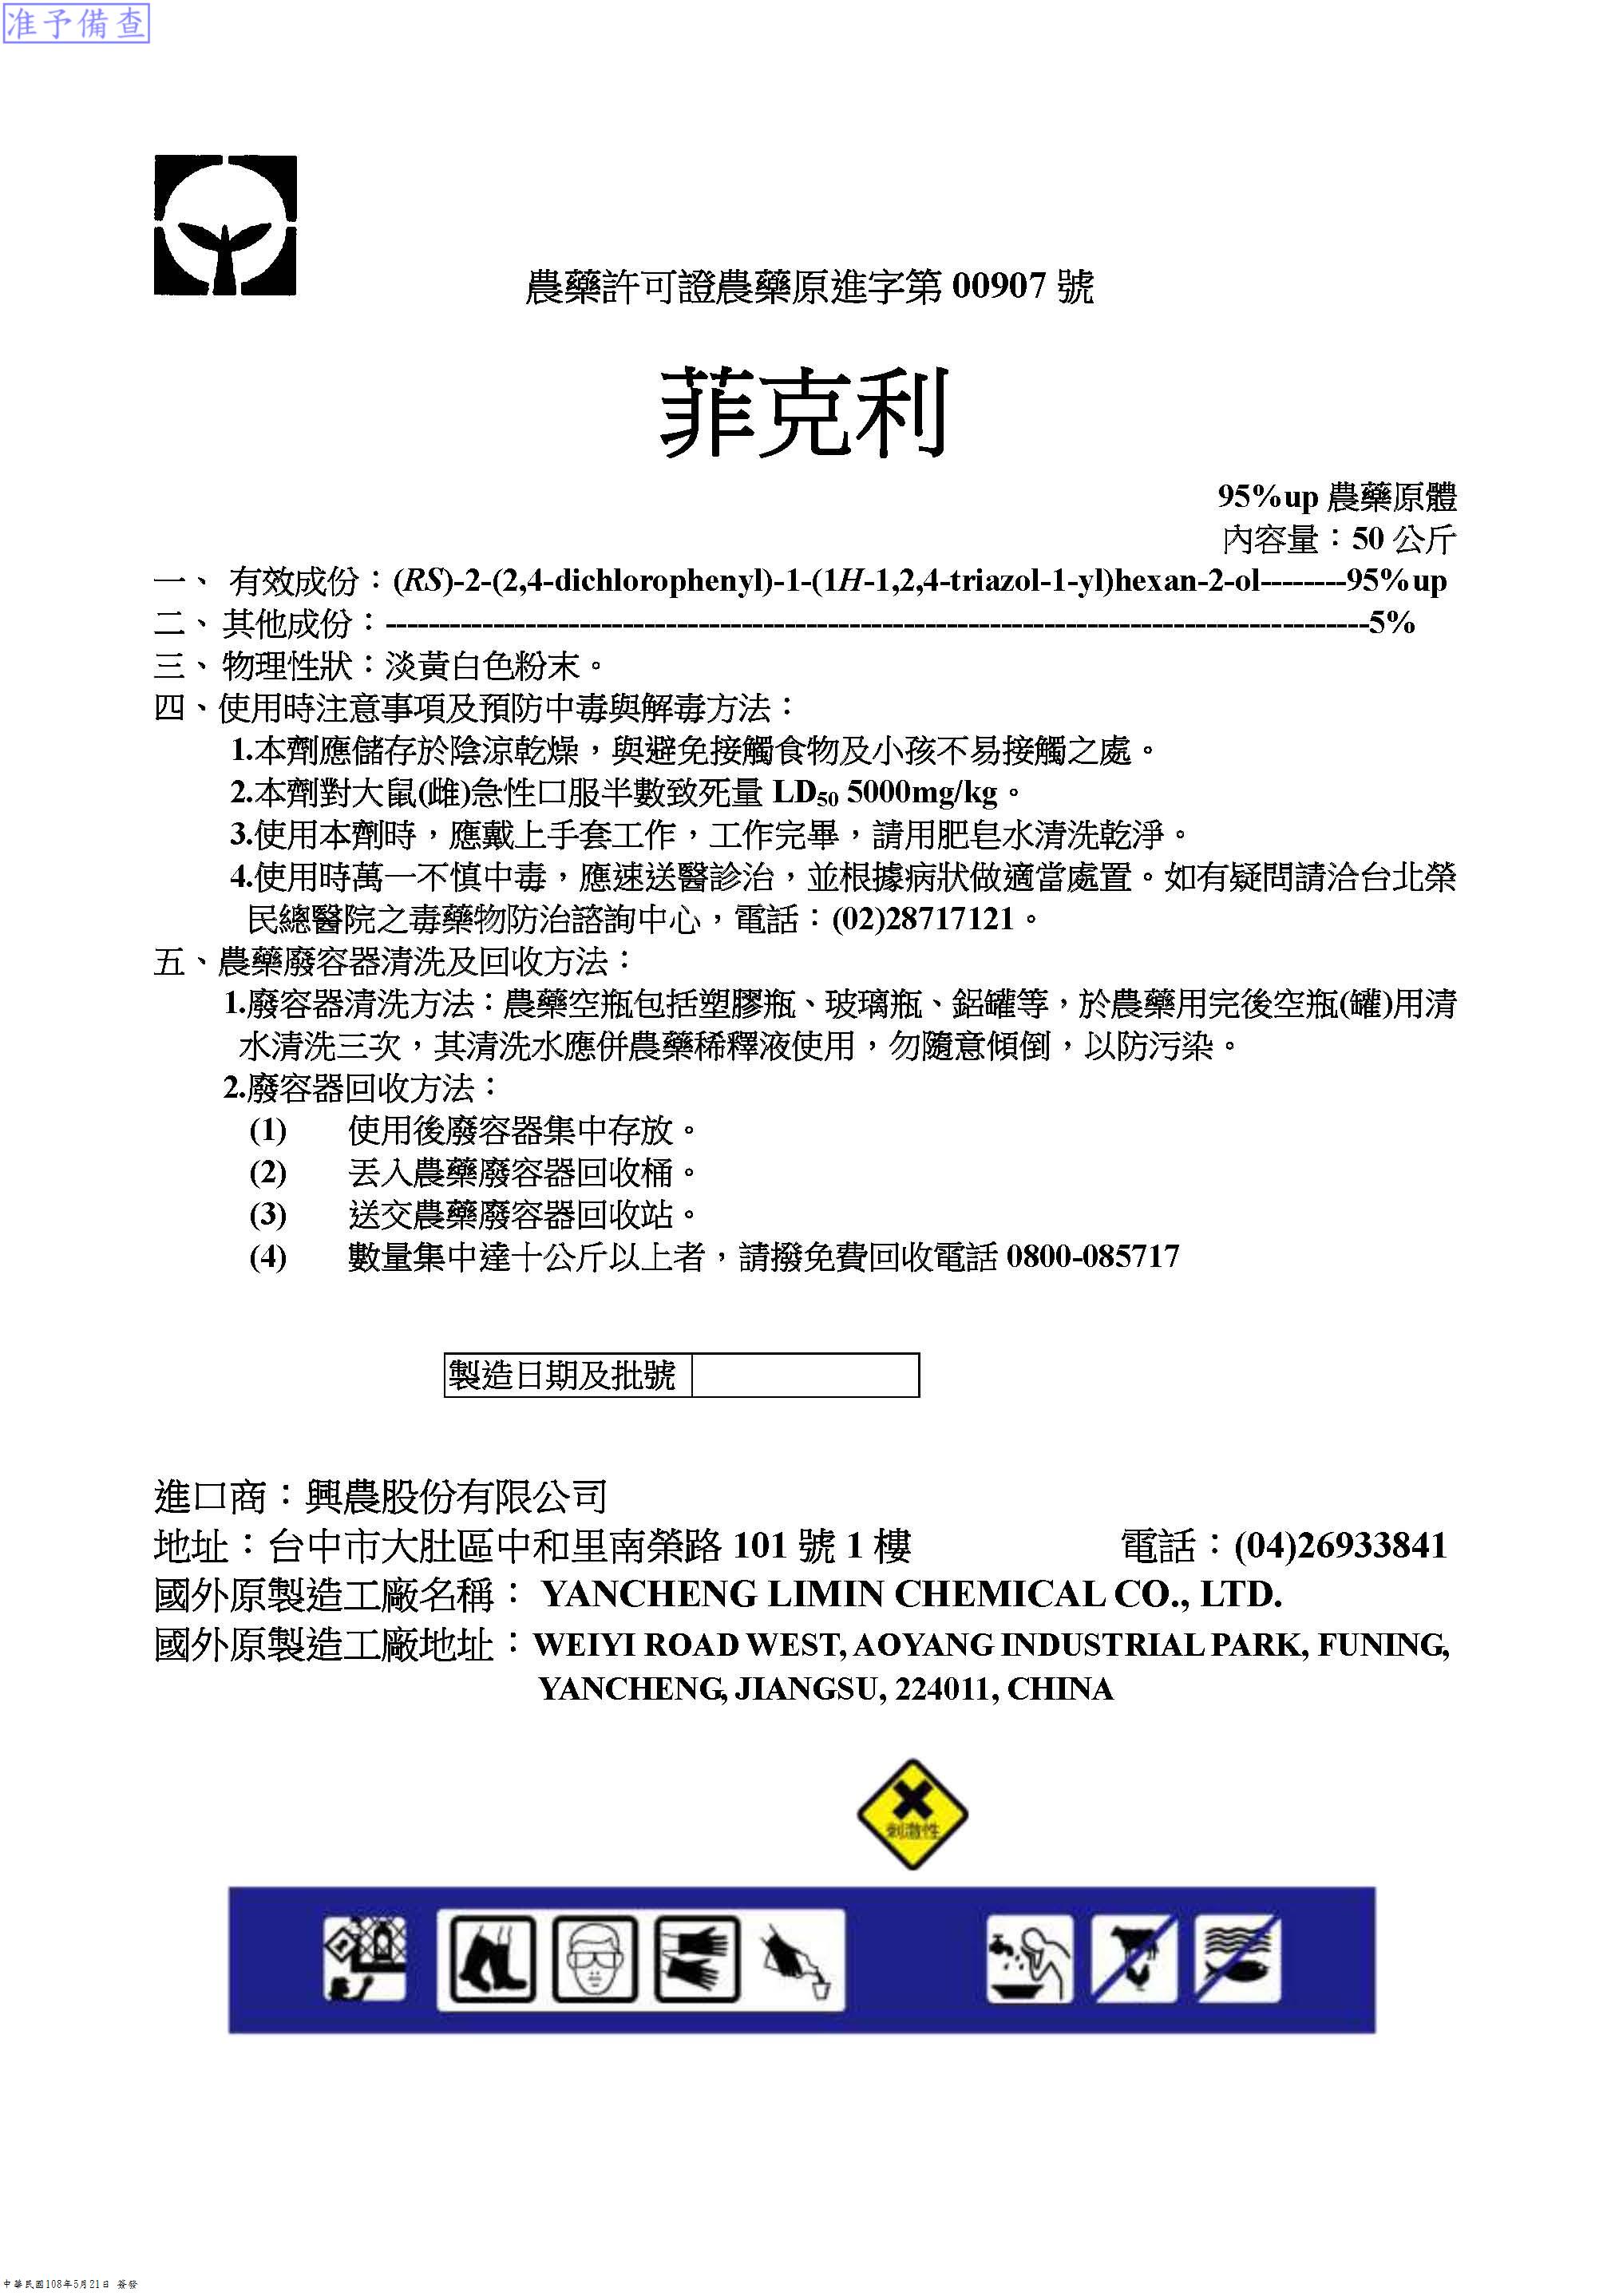 准予備查
農藥許可證農藥原進字第 00907 號
菲克利
95%up 農藥原體
內容量：50 公斤
一、 有效成份：(RS)-2-(2,4-dichlorophenyl)-1-(1H-1,2,4-triazol-1-yl)hexan-2-ol--------95%up
二、其他成份：-------------------------------------------------------------------------------------------5%
三、物理性狀：淡黃白色粉末。
四、使用時注意事項及預防中毒與解毒方法：
1.本劑應儲存於陰涼乾燥，與避免接觸食物及小孩不易接觸之處。
2.本劑對大鼠(雌)急性口服半數致死量 LD₅₀ 5000mg/kg。
3.使用本劑時，應戴上手套工作，工作完畢，請用肥皂水清洗乾淨。
4.使用時萬一不慎中毒，應速送醫診治，並根據病狀做適當處置。如有疑問請洽台北榮
民總醫院之毒藥物防治諮詢中心，電話：(02)28717121。
五、農藥廢容器清洗及回收方法：
1.廢容器清洗方法：農藥空瓶包括塑膠瓶、玻璃瓶、鋁罐等，於農藥用完後空瓶(罐)用清
水清洗三次，其清洗水應併農藥稀釋液使用，勿隨意傾倒，以防污染。
2.廢容器回收方法：
(1) 使用後廢容器集中存放。
(2) 丟入農藥廢容器回收桶。
(3) 送交農藥廢容器回收站。
(4) 數量集中達十公斤以上者，請撥免費回收電話 0800-085717
製造日期及批號
進口商：興農股份有限公司
地址：台中市大肚區中和里南榮路 101 號 1 樓 電話：(04)26933841
國外原製造工廠名稱： YANCHENG LIMIN CHEMICAL CO., LTD.
國外原製造工廠地址：WEIYI ROAD WEST, AOYANG INDUSTRIAL PARK, FUNING,
YANCHENG, JIANGSU, 224011, CHINA
刺激性
中華民國108年5月21日 簽發